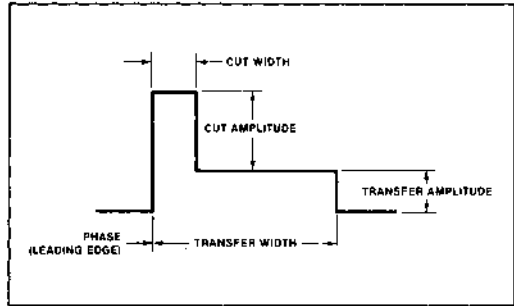 CUT WIDTH
CUT AMPLITUDE
TRANSFER AMPLITUDE
PHASE
(LEADING EDGE)
TRANSFER WIDTH